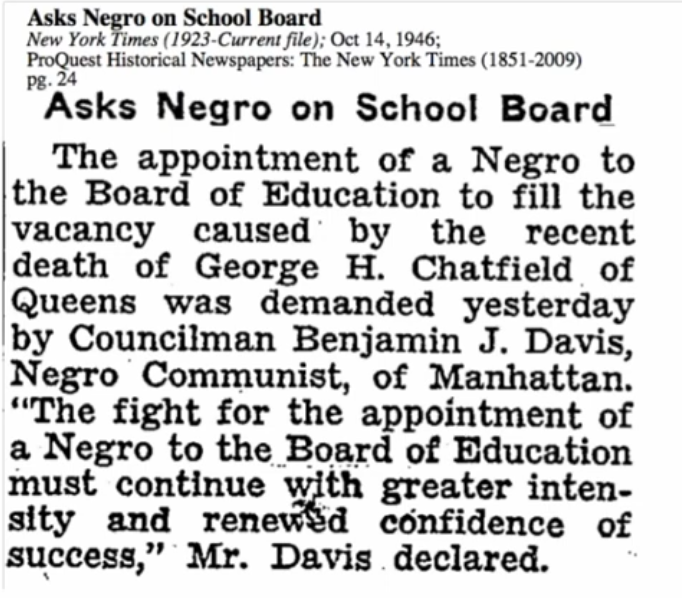 Asks Negro on School Board
New York Times (1923-Current file); Oct 14, 1946;
ProQuest Historical Newspapers: The New York Times (1851-2009)
pg. 24
Asks Negro on School Board
The appointment of a Negro to
the Board of Education to fill the
vacancy caused by the recent
death of George H. Chatfield of
Queens was demanded yesterday
by Councilman Benjamin J. Davis,
Negro Communist, of Manhattan.
“The fight for the appointment of
a Negro to the Board of Education
must continue with greater inten-
sity and renewed confidence of
success,” Mr. Davis declared.